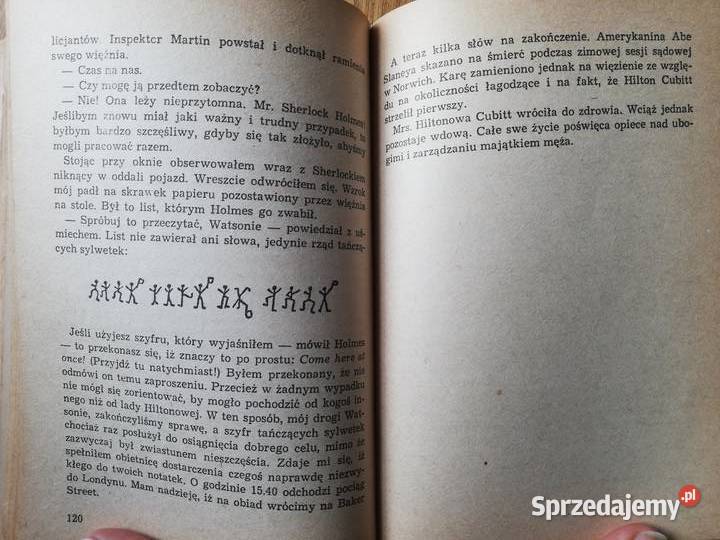 licjantów. Inspektor Martin powstał i dotknął ramienia
swego więźnia.
— Czas na nas.
— Czy mogę ją przedtem zobaczyć?
— Nie! Ona leży nieprzytomna. Mr. Sherlock Holmes!
Jeślibym znowu miał jaki ważny i trudny przypadek, to
byłbym bardzo szczęśliwy, gdyby się tak złożyło, abyśmy
mogli pracować razem.
Stojąc przy oknie obserwowałem wraz z Sherlockiem
niknący w oddali pojazd. Wreszcie odwróciłem się. Wzrok
mój padł na skrawek papieru pozostawiony przez więźnia
na stole. Był to list, którym Holmes go zwabił.
— Spróbuj to przeczytać, Watsonie — powiedział z uś-
miechem. List nie zawierał ani słowa, jedynie rząd tańczą-
cych sylwetek:
Jeśli użyjesz szyfru, który wyjaśniłem — mówił Holmes
— to przekonasz się, iż znaczy to po prostu: Come here at
once! (Przyjdź tu natychmiast!) Byłem przekonany, że nie
odmówi on temu zaproszeniu. Przecież w żadnym wypadku
nie mógł się zorientować, by mogło pochodzić od kogoś in-
nego niż od lady Hiltonowej. W ten sposób, mój drogi Wat-
sonie, zakończyliśmy sprawę, a szyfr tańczących sylwetek
chociaż raz posłużył do osiągnięcia dobrego celu, mimo że
zazwyczaj był zwiastunem nieszczęścia. Zdaje mi się, iż
spełniłem obietnicę dostarczenia czegoś naprawdę niezwy-
kłego do twoich notatek. O godzinie 15.40 odchodzi pociąg
do Londynu. Mam nadzieję, iż na obiad wrócimy na Baker
Street.
120
A teraz kilka słów na zakończenie. Amerykanina Abe
Slaneya skazano na śmierć podczas zimowej sesji sądowej
w Norwich. Karę zamieniono jednak na więzienie ze wzglę-
du na okoliczności łagodzące i na fakt, że Hilton Cubitt
strzelił pierwszy.
Mrs. Hiltonowa Cubitt wróciła do zdrowia. Wciąż jednak
pozostaje wdową. Całe swe życie poświęca opiece nad ubo-
gimi i zarządzaniu majątkiem męża.
Sprzedajemy.pl